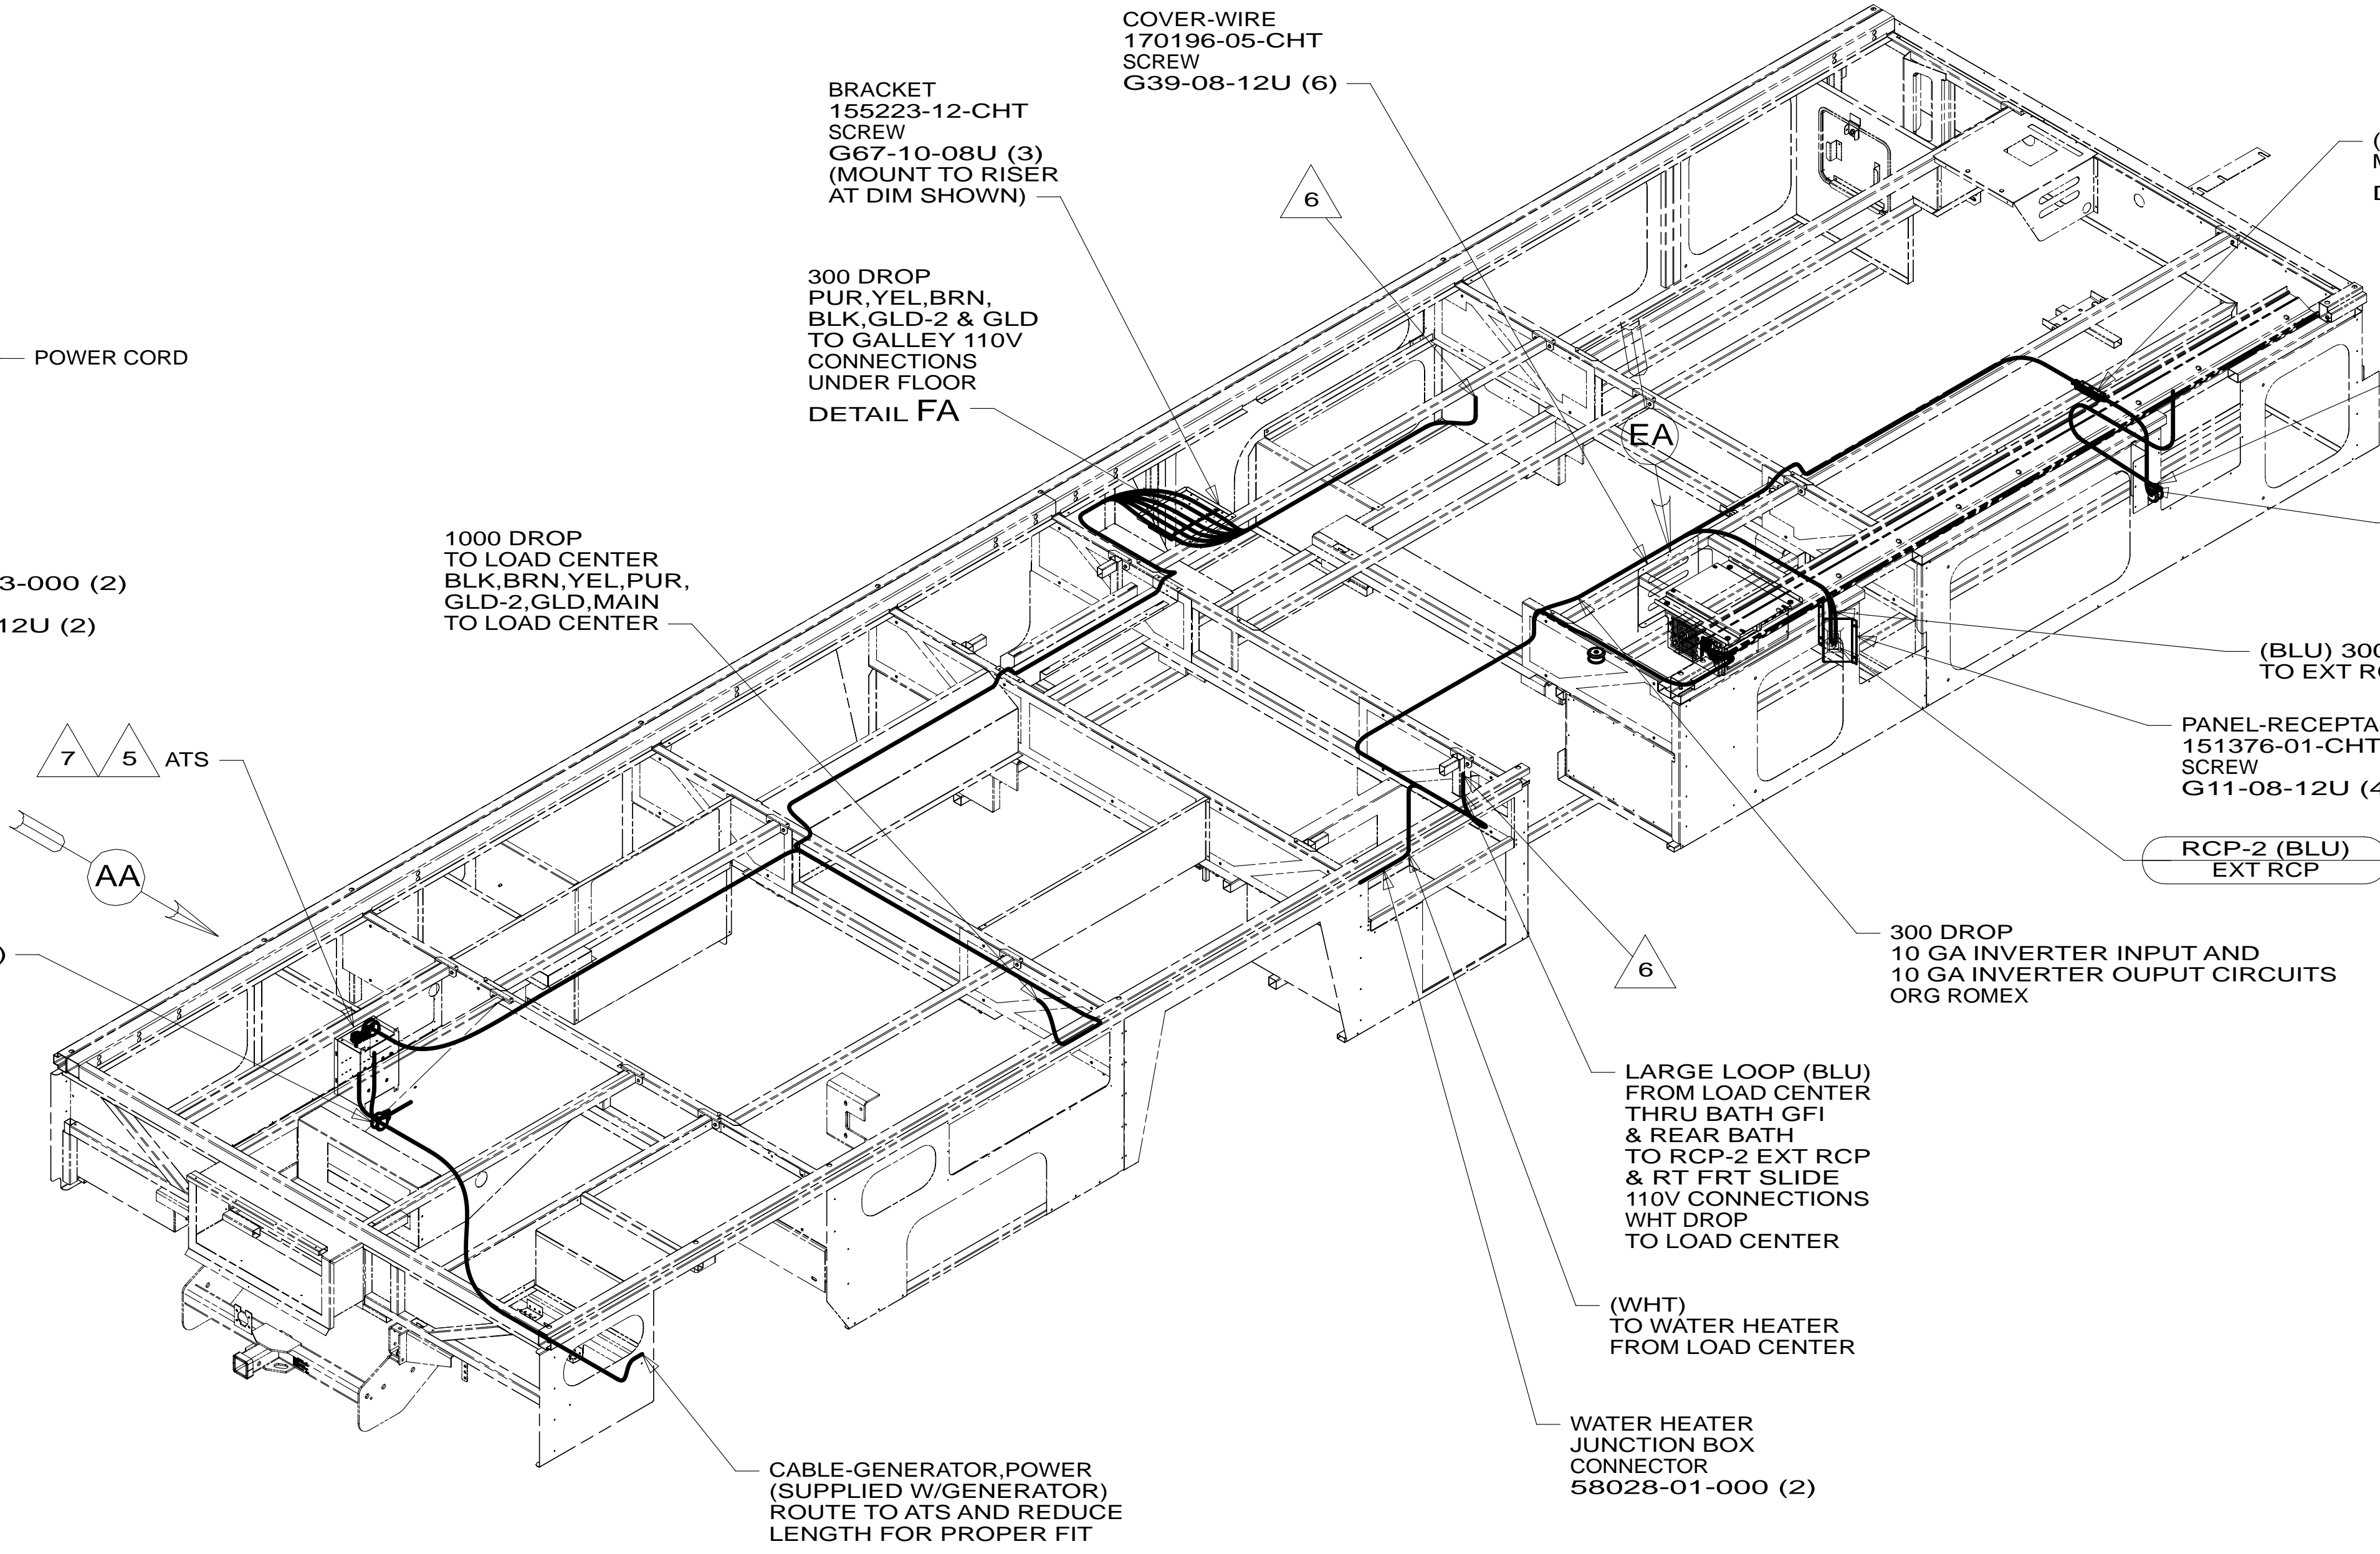 COVER-WIRE
170196-05-CHT
SCREW
G39-08-12U (6)
BRACKET
155223-12-CHT
SCREW
G67-10-08U (3)
(MOUNT TO RISER
AT DIM SHOWN)
6
300 DROP
PUR,YEL,BRN,
BLK,GLD-2 & GLD
TO GALLEY 110V
CONNECTIONS
UNDER FLOOR
DETAIL FA
POWER CORD
EA
1000 DROP
TO LOAD CENTER
BLK,BRN,YEL,PUR,
GLD-2,GLD,MAIN
TO LOAD CENTER
3-000 (2)
12U (2)
(BLU) 300
TO EXT R
PANEL-RECEPTA
151376-01-CHT
SCREW
G11-08-12U (4
7 5 ATS
AA
RCP-2 (BLU)
EXT RCP
)
300 DROP
10 GA INVERTER INPUT AND
10 GA INVERTER OUPUT CIRCUITS
ORG ROMEX
6
LARGE LOOP (BLU)
FROM LOAD CENTER
THRU BATH GFI
& REAR BATH
TO RCP-2 EXT RCP
& RT FRT SLIDE
110V CONNECTIONS
WHT DROP
TO LOAD CENTER
(WHT)
TO WATER HEATER
FROM LOAD CENTER
WATER HEATER
JUNCTION BOX
CONNECTOR
58028-01-000 (2)
CABLE-GENERATOR,POWER
(SUPPLIED W/GENERATOR)
ROUTE TO ATS AND REDUCE
LENGTH FOR PROPER FIT